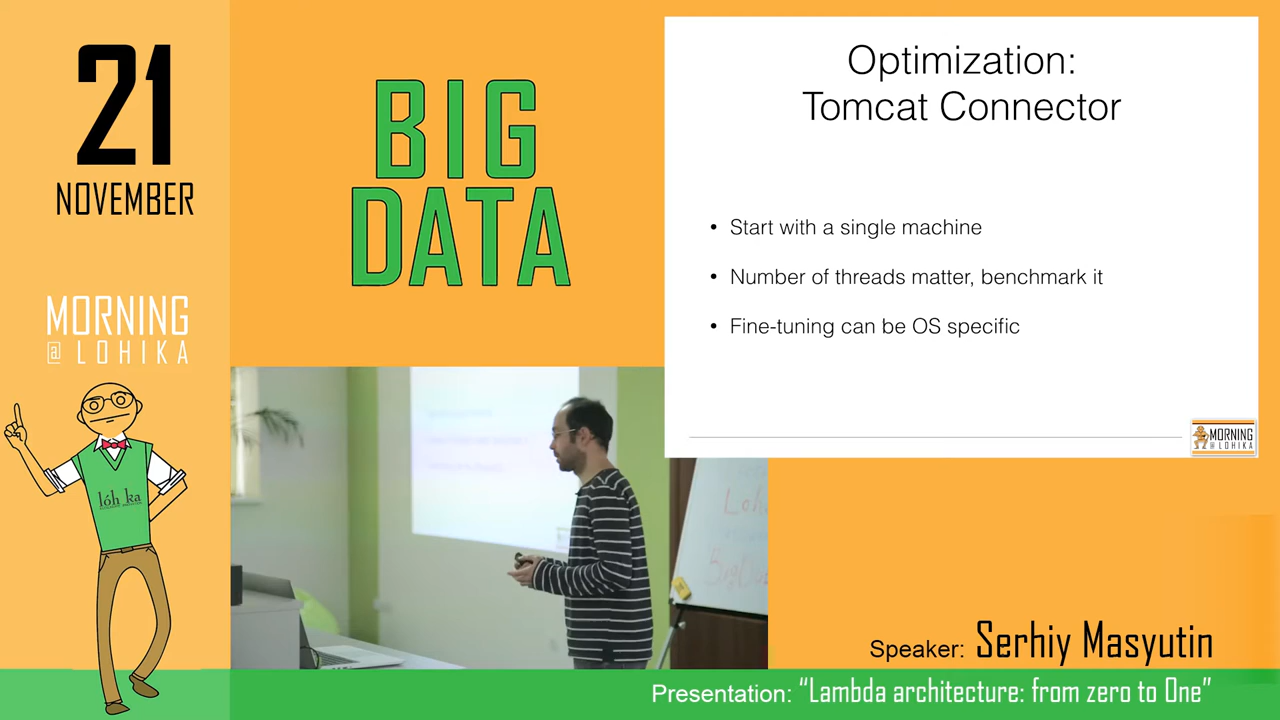 21
NOVEMBER
MORNING
@ LOHIKA
lóh ka
BIG
DATA
Optimization:
Tomcat Connector
• Start with a single machine
• Number of threads matter, benchmark it
• Fine-tuning can be OS specific
MORNING
@ LOHIKA
Speaker: Serhiy Masyutin
Presentation: “Lambda architecture: from zero to One”